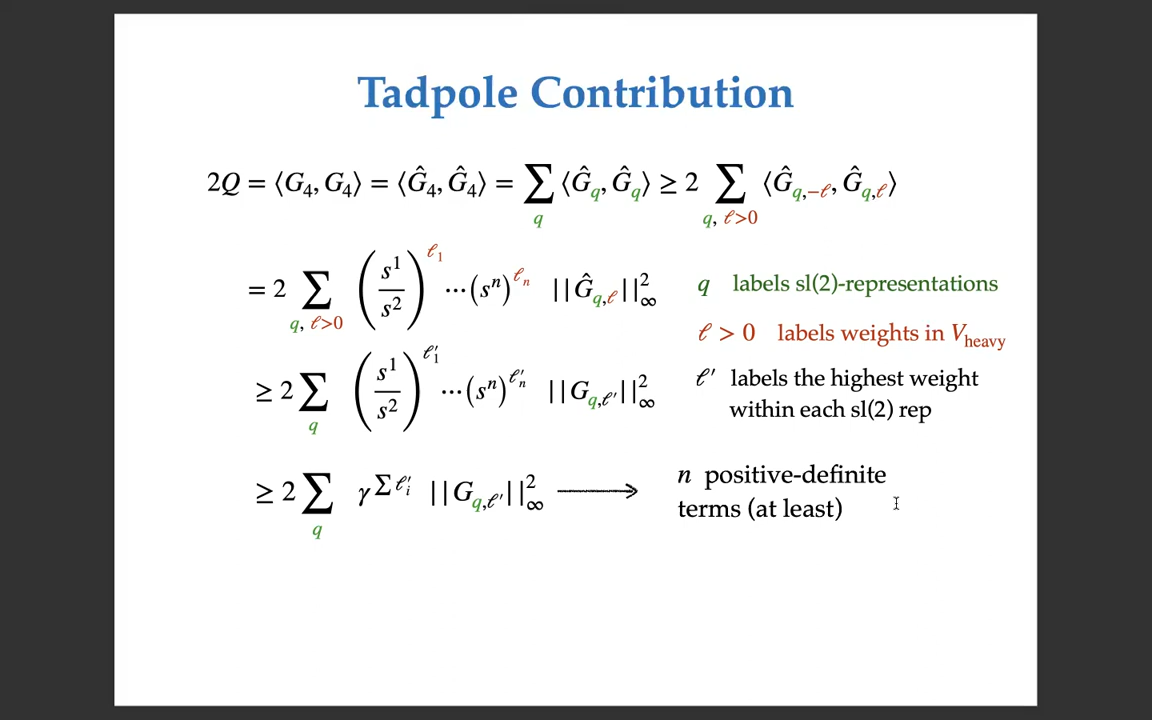 Tadpole Contribution
2Q = ⟨G₄, G₄⟩ = ⟨Ĝ₄, Ĝ₄⟩ = ∑_q ⟨Ĝ_q, Ĝ_q⟩ ≥ 2 ∑_{q, ℓ>0} ⟨Ĝ_{q,−ℓ}, Ĝ_{q,ℓ}⟩
= 2 ∑_{q, ℓ>0} (s¹/s²)^{ℓ₁} ⋯ (sⁿ)^{ℓₙ} ||Ĝ_{q,ℓ}||²_∞
q labels sl(2)-representations
ℓ > 0 labels weights in V_heavy
≥ 2 ∑_q (s¹/s²)^{ℓ′₁} ⋯ (sⁿ)^{ℓ′ₙ} ||G_{q,ℓ′}||²_∞
ℓ′ labels the highest weight
within each sl(2) rep
≥ 2 ∑_q γ^{∑ ℓ′ᵢ} ||G_{q,ℓ′}||²_∞ ⟶
n positive-definite
terms (at least)